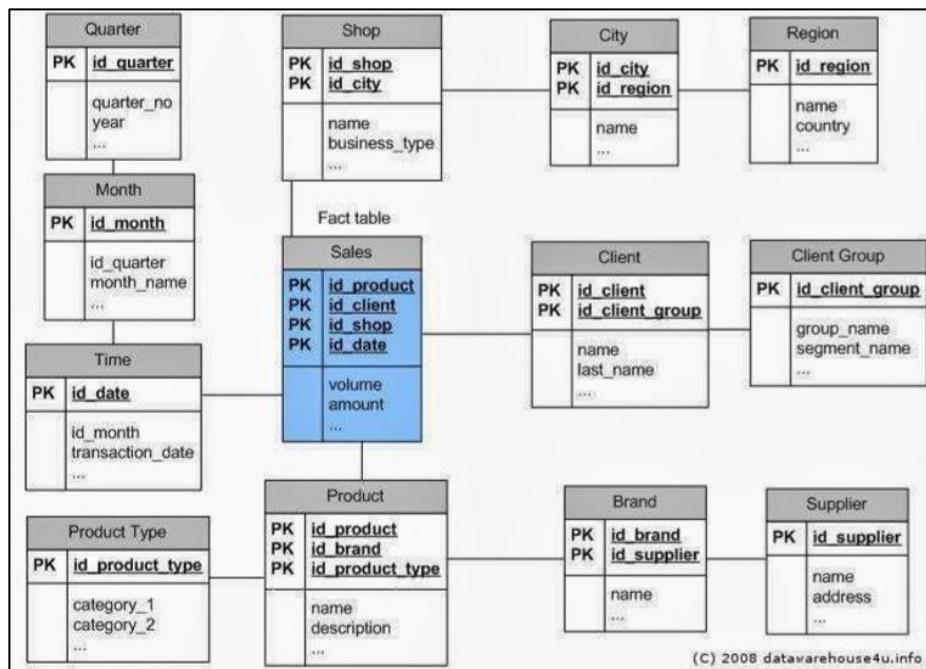 Quarter
PK id_quarter
quarter_no
year
...
Shop
PK id_shop
PK id_city
name
business_type
...
City
PK id_city
PK id_region
name
...
Region
PK id_region
name
country
...
Month
PK id_month
id_quarter
month_name
...
Fact table
Sales
PK id_product
PK id_client
PK id_shop
PK id_date
volume
amount
...
Client
PK id_client
PK id_client_group
name
last_name
...
Client Group
PK id_client_group
group_name
segment_name
...
Time
PK id_date
id_month
transaction_date
...
Product Type
PK id_product_type
category_1
category_2
...
Product
PK id_product
PK id_brand
PK id_product_type
name
description
...
Brand
PK id_brand
PK id_supplier
name
...
Supplier
PK id_supplier
name
address
...
(C) 2008 datawarehouse4u.info